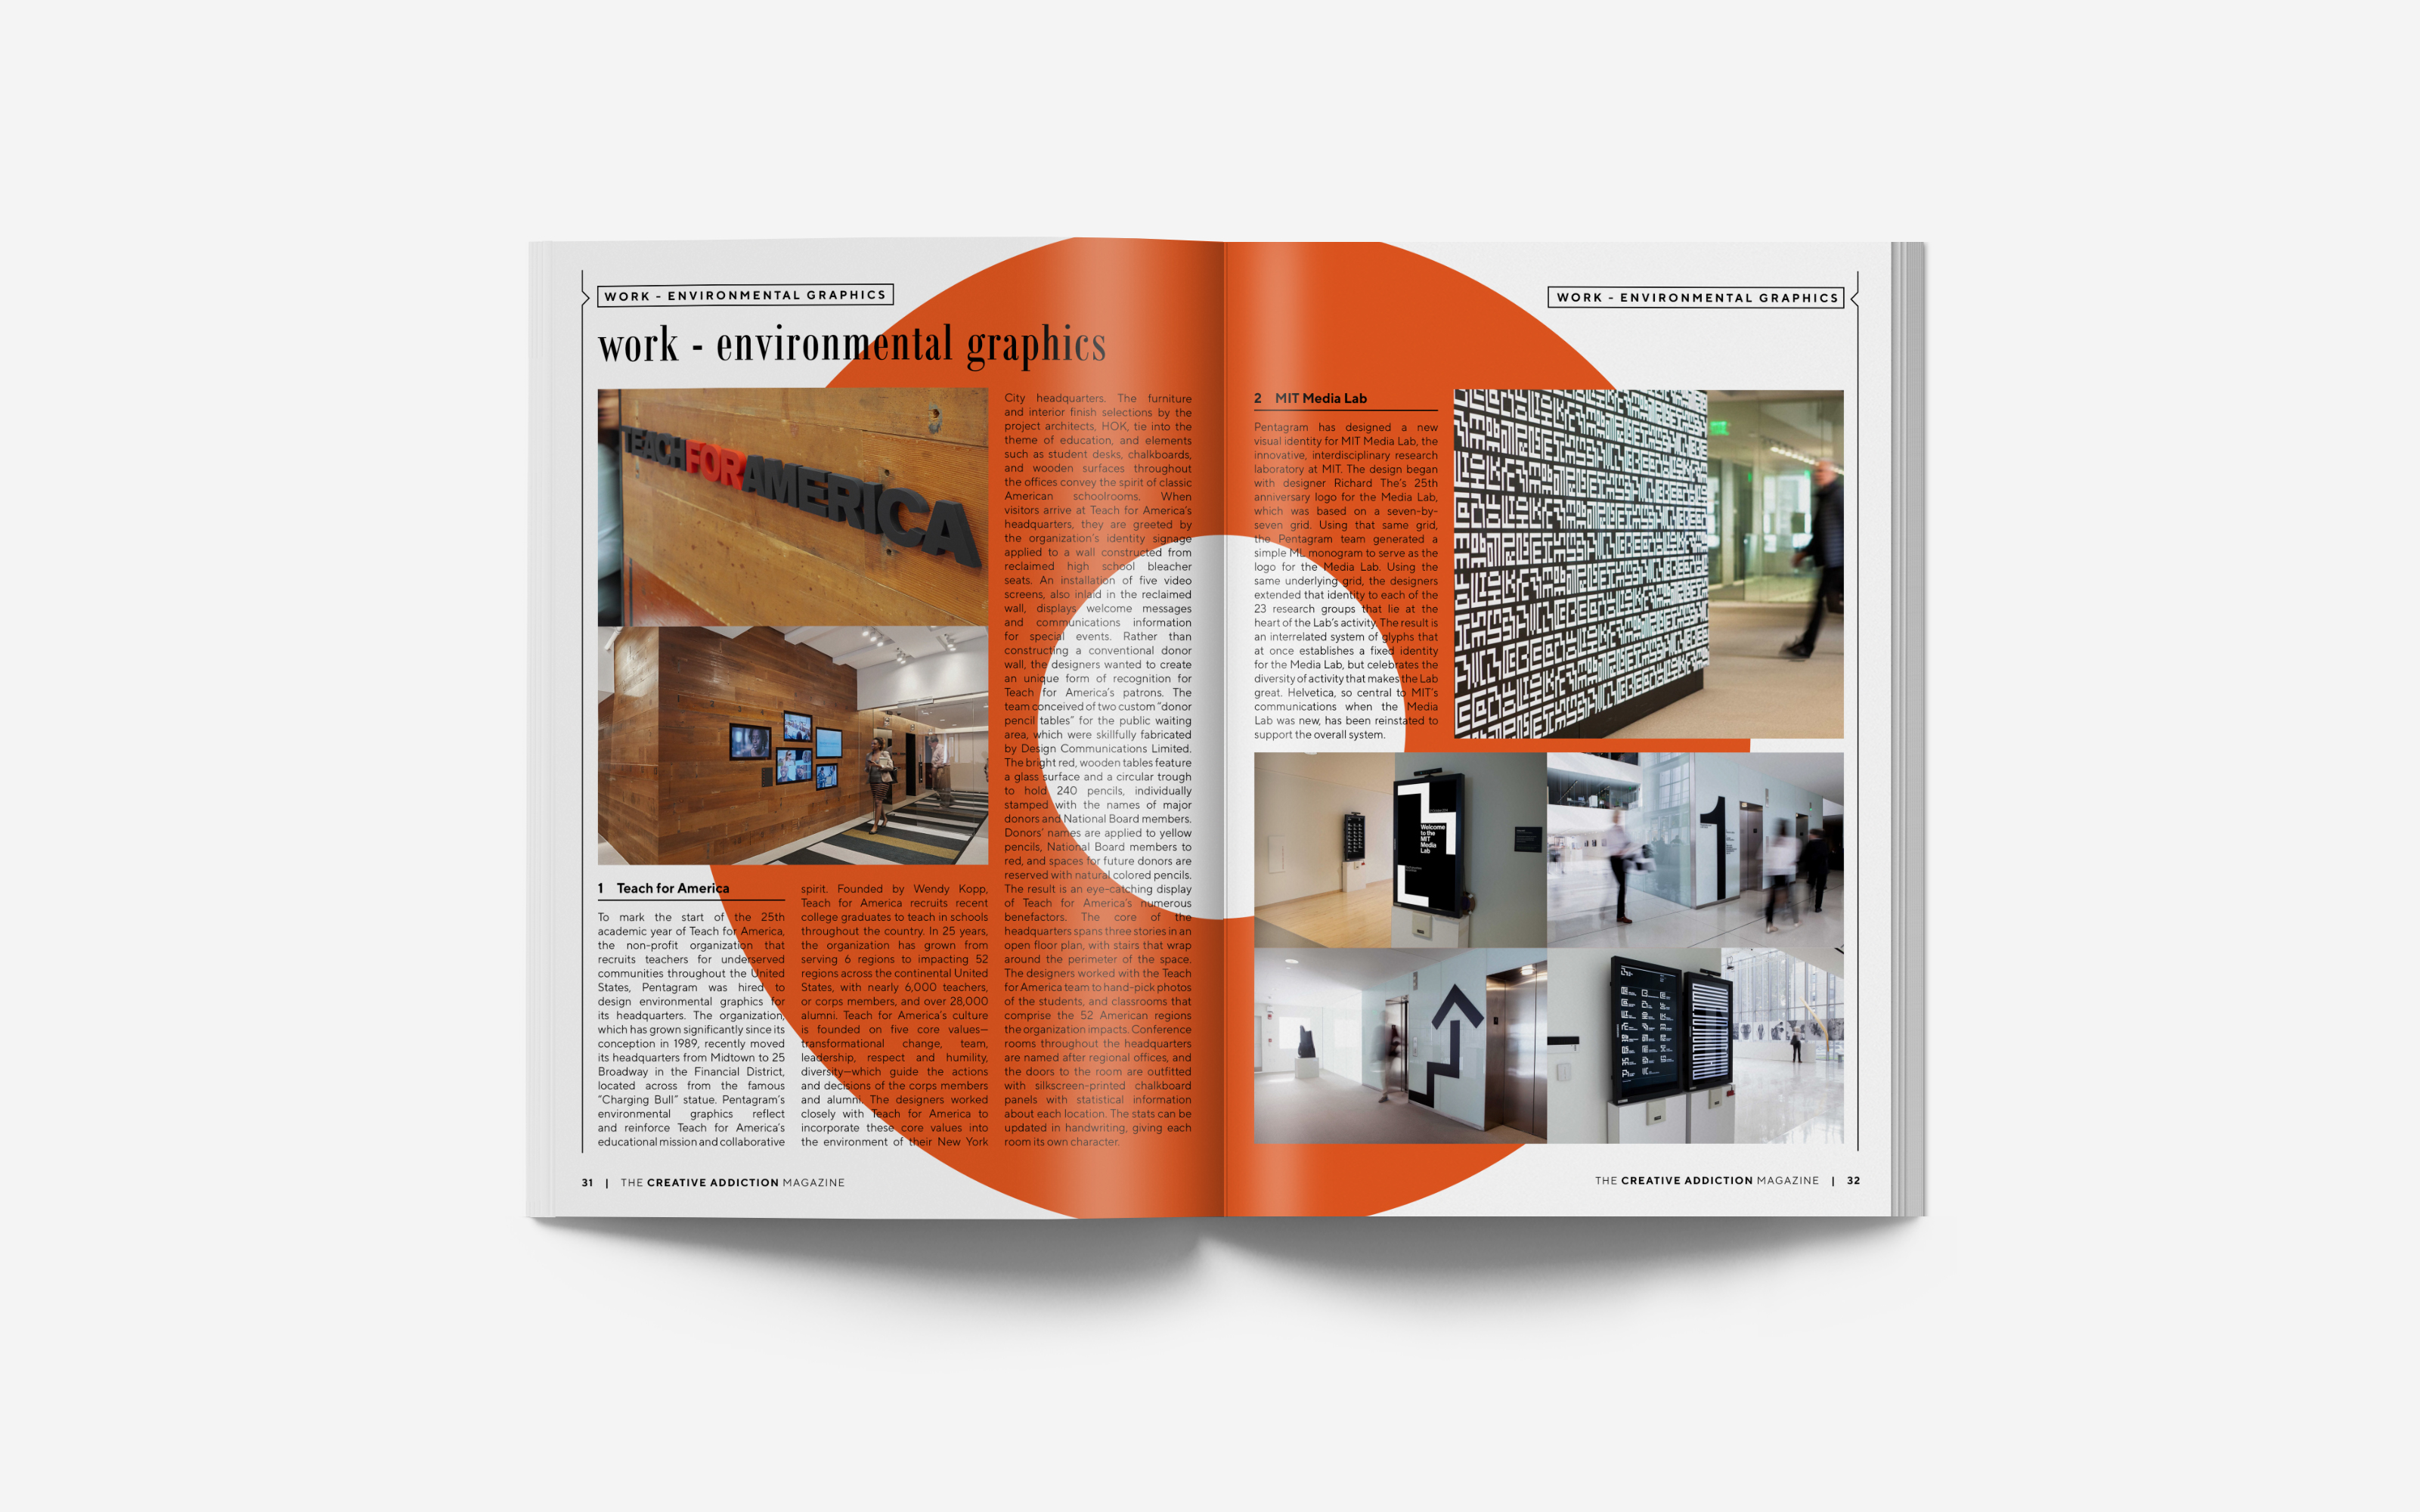 WORK - ENVIRONMENTAL GRAPHICS
work - environmental graphics
TEACHFORAMERICA
1 Teach for America
To mark the start of the 25th
academic year of Teach for America,
the non-profit organization that
recruits teachers for underserved
communities throughout the United
States, Pentagram was hired to
design environmental graphics for
its headquarters. The organization,
which has grown significantly since its
conception in 1989, recently moved
its headquarters from Midtown to 25
Broadway in the Financial District,
located across from the famous
“Charging Bull” statue. Pentagram’s
environmental graphics reflect
and reinforce Teach for America’s
educational mission and collaborative
spirit. Founded by Wendy Kopp,
Teach for America recruits recent
college graduates to teach in schools
throughout the country. In 25 years,
the organization has grown from
serving 6 regions to impacting 52
regions across the continental United
States, with nearly 6,000 teachers,
or corps members, and over 28,000
alumni. Teach for America’s culture
is founded on five core values—
transformational change, team,
leadership, respect and humility,
diversity—which guide the actions
and decisions of the corps members
and alumni. The designers worked
closely with Teach for America to
incorporate these core values into
the environment of their New York
City headquarters. The furniture
and interior finish selections by the
project architects, HOK, tie into the
theme of education, and elements
such as student desks, chalkboards,
and wooden surfaces throughout
the offices convey the spirit of classic
American schoolrooms. When
visitors arrive at Teach for America’s
headquarters, they are greeted by
the organization’s identity signage
applied to a wall constructed from
reclaimed high school bleacher
seats. An installation of five video
screens, also inlaid in the reclaimed
wall, displays welcome messages
and communications information
for special events. Rather than
constructing a conventional donor
wall, the designers wanted to create
an unique form of recognition for
Teach for America’s patrons. The
team conceived of two custom “donor
pencil tables” for the public waiting
area, which were skillfully fabricated
by Design Communications Limited.
The bright red, wooden tables feature
a glass surface and a circular trough
to hold 240 pencils, individually
stamped with the names of major
donors and National Board members.
Donors’ names are applied to yellow
pencils, National Board members to
red, and spaces for future donors are
reserved with natural colored pencils.
The result is an eye-catching display
of Teach for America’s numerous
benefactors. The core of the
headquarters spans three stories in an
open floor plan, with stairs that wrap
around the perimeter of the space.
The designers worked with the Teach
for America team to hand-pick photos
of the students, and classrooms that
comprise the 52 American regions
the organization impacts. Conference
rooms throughout the headquarters
are named after regional offices, and
the doors to the room are outfitted
with silkscreen-printed chalkboard
panels with statistical information
about each location. The stats can be
updated in handwriting, giving each
room its own character.
31 | THE CREATIVE ADDICTION MAGAZINE
WORK - ENVIRONMENTAL GRAPHICS
2 MIT Media Lab
Pentagram has designed a new
visual identity for MIT Media Lab, the
innovative, interdisciplinary research
laboratory at MIT. The design began
with designer Richard The’s 25th
anniversary logo for the Media Lab,
which was based on a seven-by-
seven grid. Using that same grid,
the Pentagram team generated a
simple ML monogram to serve as the
logo for the Media Lab. Using the
same underlying grid, the designers
extended that identity to each of the
23 research groups that lie at the
heart of the Lab’s activity. The result is
an interrelated system of glyphs that
at once establishes a fixed identity
for the Media Lab, but celebrates the
diversity of activity that makes the Lab
great. Helvetica, so central to MIT’s
communications when the Media
Lab was new, has been reinstated to
support the overall system.
Welcome
to the
MIT
Media
Lab
1
THE CREATIVE ADDICTION MAGAZINE | 32